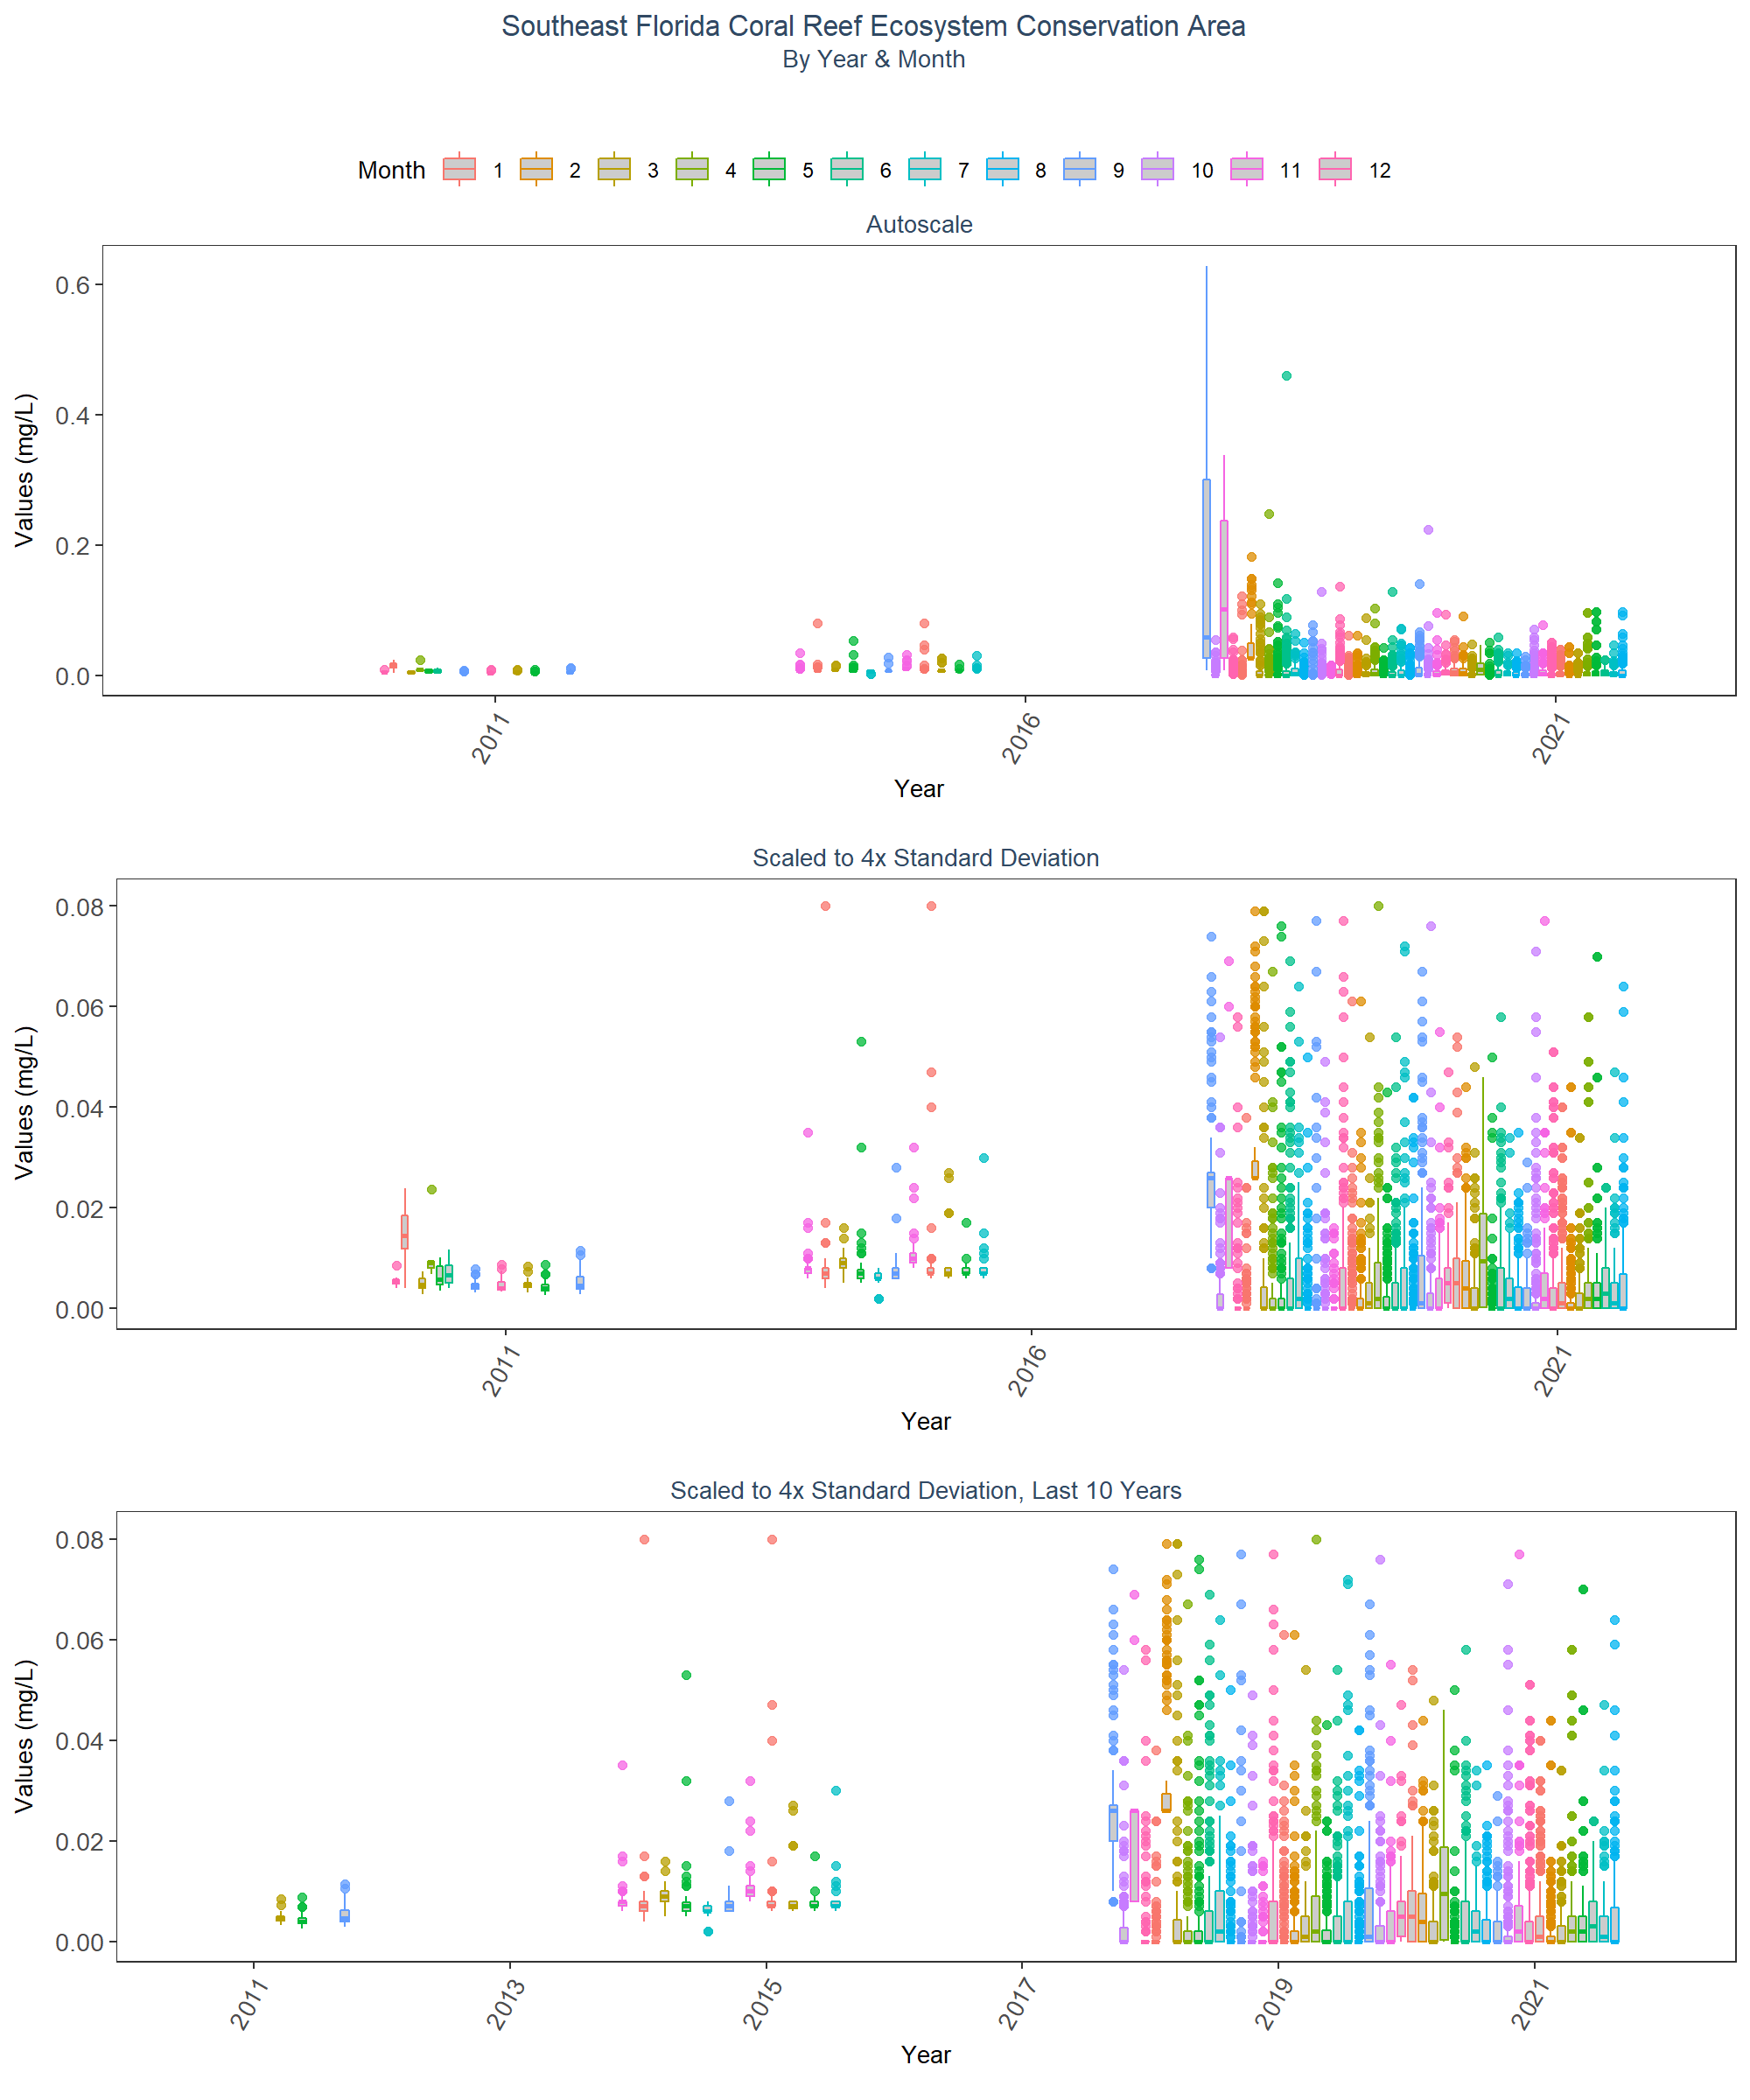 Southeast Florida Coral Reef Ecosystem Conservation Area
By Year & Month
Month 1 2 3 4 5 6 7 8 9 10 11 12
Autoscale
Values (mg/L)
0.6
0.4
0.2
0.0
2011 2016 2021
Year
Scaled to 4x Standard Deviation
Values (mg/L)
0.08
0.06
0.04
0.02
0.00
2011 2016 2021
Year
Scaled to 4x Standard Deviation, Last 10 Years
Values (mg/L)
0.08
0.06
0.04
0.02
0.00
2011 2013 2015 2017 2019 2021
Year